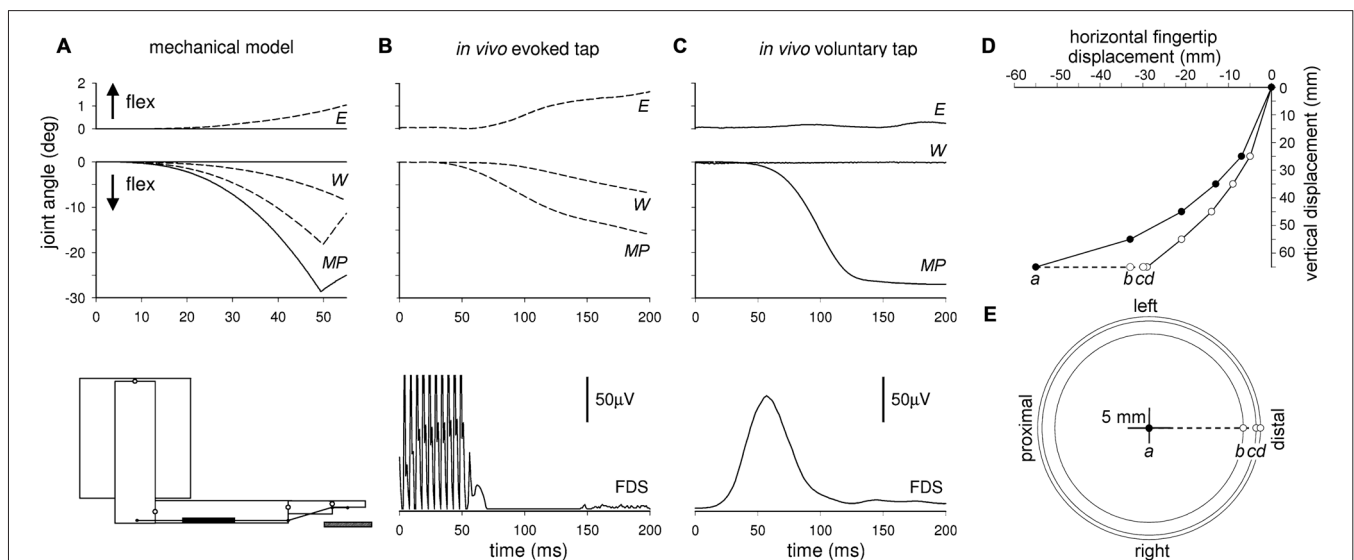 A
mechanical model
joint angle (deg)
2
1
0
flex
E
0
-10
-20
-30
flex
W
MP
0
10
20
30
40
50
B
in vivo evoked tap
E
W
MP
0
50
100
150
200
C
in vivo voluntary tap
E
W
MP
0
50
100
150
200
50μV
FDS
0
50
100
150
200
time (ms)
50μV
FDS
0
50
100
150
200
time (ms)
D
horizontal fingertip
displacement (mm)
-60
-50
-40
-30
-20
-10
0
0
10
20
30
40
50
60
vertical displacement (mm)
a
b
c
d
E
left
proximal
5 mm
a
b
c
d
distal
right